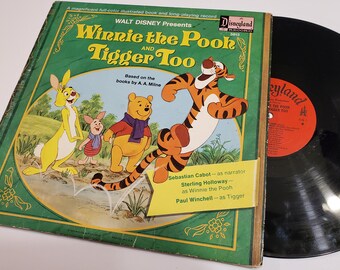 A magnificent full-color illustrated book and long-playing record
Disneyland
3813
WALT DISNEY Presents
Winnie the Pooh
AND
Tigger Too
Based on the
books by A. A. Milne
Sebastian Cabot — as narrator
Sterling Holloway —
as Winnie the Pooh
Paul Winchell — as Tigger
Disneyland